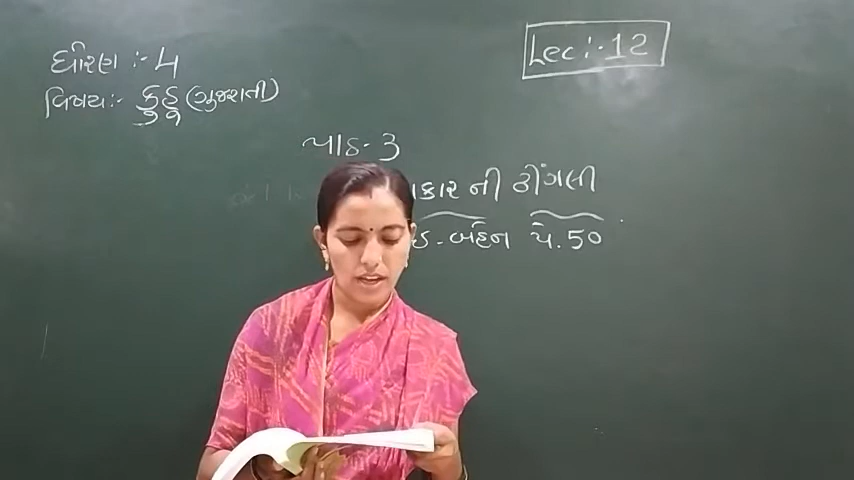 Lec :- 12
ધોરણ :- 4
વિષય :- કુહૂ (ગુજરાતી)
પાઠ - 3
ની ઢીંગલી
- બહેન પે. 50